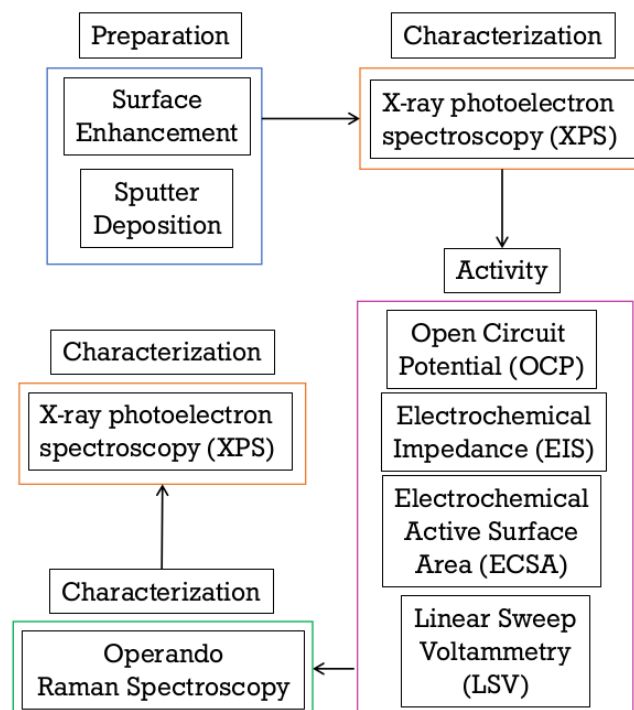 Preparation
Surface
Enhancement
Sputter
Deposition
Characterization
X-ray photoelectron
spectroscopy (XPS)
Activity
Open Circuit
Potential (OCP)
Electrochemical
Impedance (EIS)
Electrochemical
Active Surface
Area (ECSA)
Linear Sweep
Voltammetry
(LSV)
Characterization
Operando
Raman Spectroscopy
Characterization
X-ray photoelectron
spectroscopy (XPS)